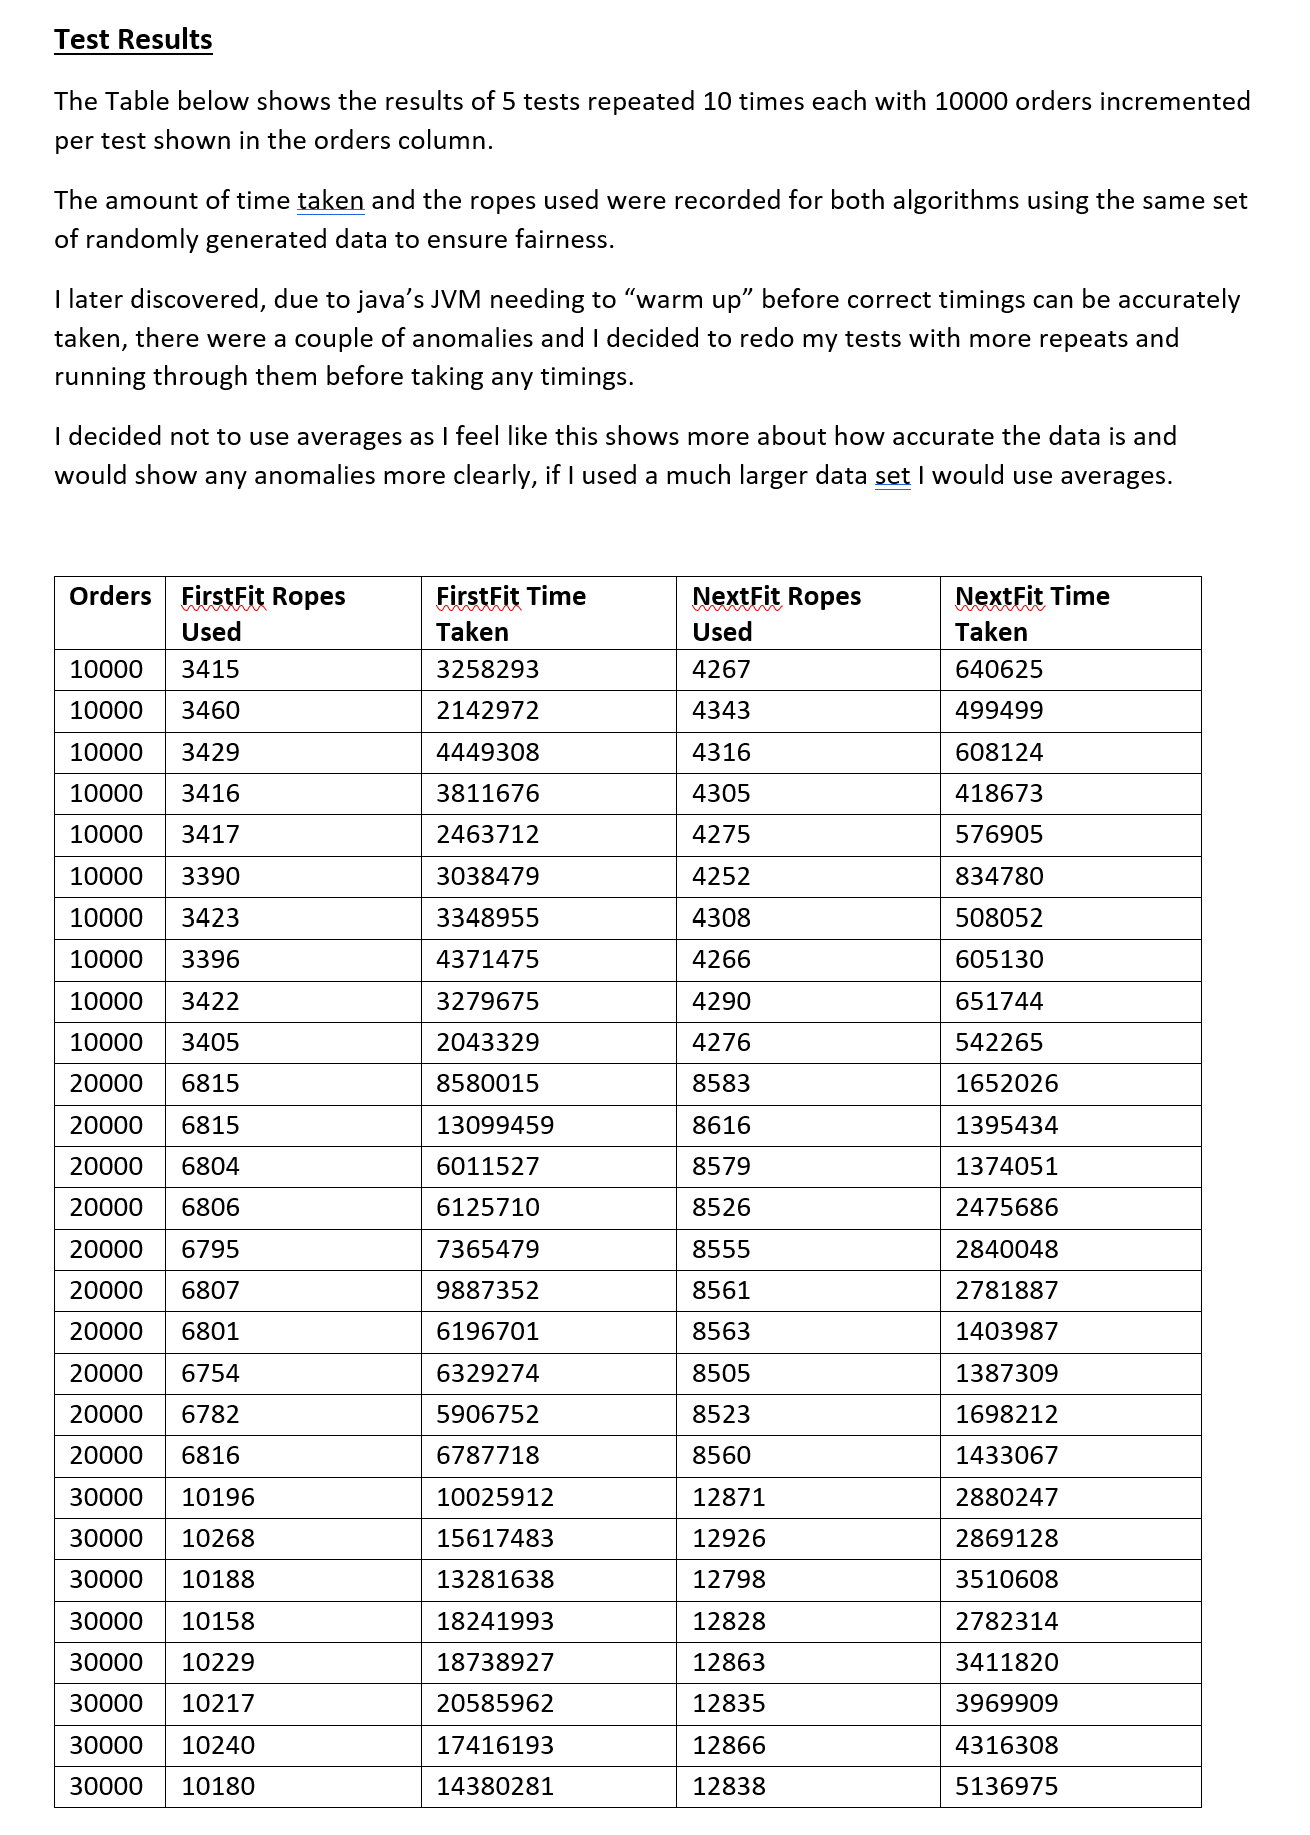 Test Results
The Table below shows the results of 5 tests repeated 10 times each with 10000 orders incremented
per test shown in the orders column.
The amount of time taken and the ropes used were recorded for both algorithms using the same set
of randomly generated data to ensure fairness.
I later discovered, due to java’s JVM needing to “warm up” before correct timings can be accurately
taken, there were a couple of anomalies and I decided to redo my tests with more repeats and
running through them before taking any timings.
I decided not to use averages as I feel like this shows more about how accurate the data is and
would show any anomalies more clearly, if I used a much larger data set I would use averages.
Orders FirstFit Ropes Used FirstFit Time Taken NextFit Ropes Used NextFit Time Taken
10000 3415 3258293 4267 640625
10000 3460 2142972 4343 499499
10000 3429 4449308 4316 608124
10000 3416 3811676 4305 418673
10000 3417 2463712 4275 576905
10000 3390 3038479 4252 834780
10000 3423 3348955 4308 508052
10000 3396 4371475 4266 605130
10000 3422 3279675 4290 651744
10000 3405 2043329 4276 542265
20000 6815 8580015 8583 1652026
20000 6815 13099459 8616 1395434
20000 6804 6011527 8579 1374051
20000 6806 6125710 8526 2475686
20000 6795 7365479 8555 2840048
20000 6807 9887352 8561 2781887
20000 6801 6196701 8563 1403987
20000 6754 6329274 8505 1387309
20000 6782 5906752 8523 1698212
20000 6816 6787718 8560 1433067
30000 10196 10025912 12871 2880247
30000 10268 15617483 12926 2869128
30000 10188 13281638 12798 3510608
30000 10158 18241993 12828 2782314
30000 10229 18738927 12863 3411820
30000 10217 20585962 12835 3969909
30000 10240 17416193 12866 4316308
30000 10180 14380281 12838 5136975